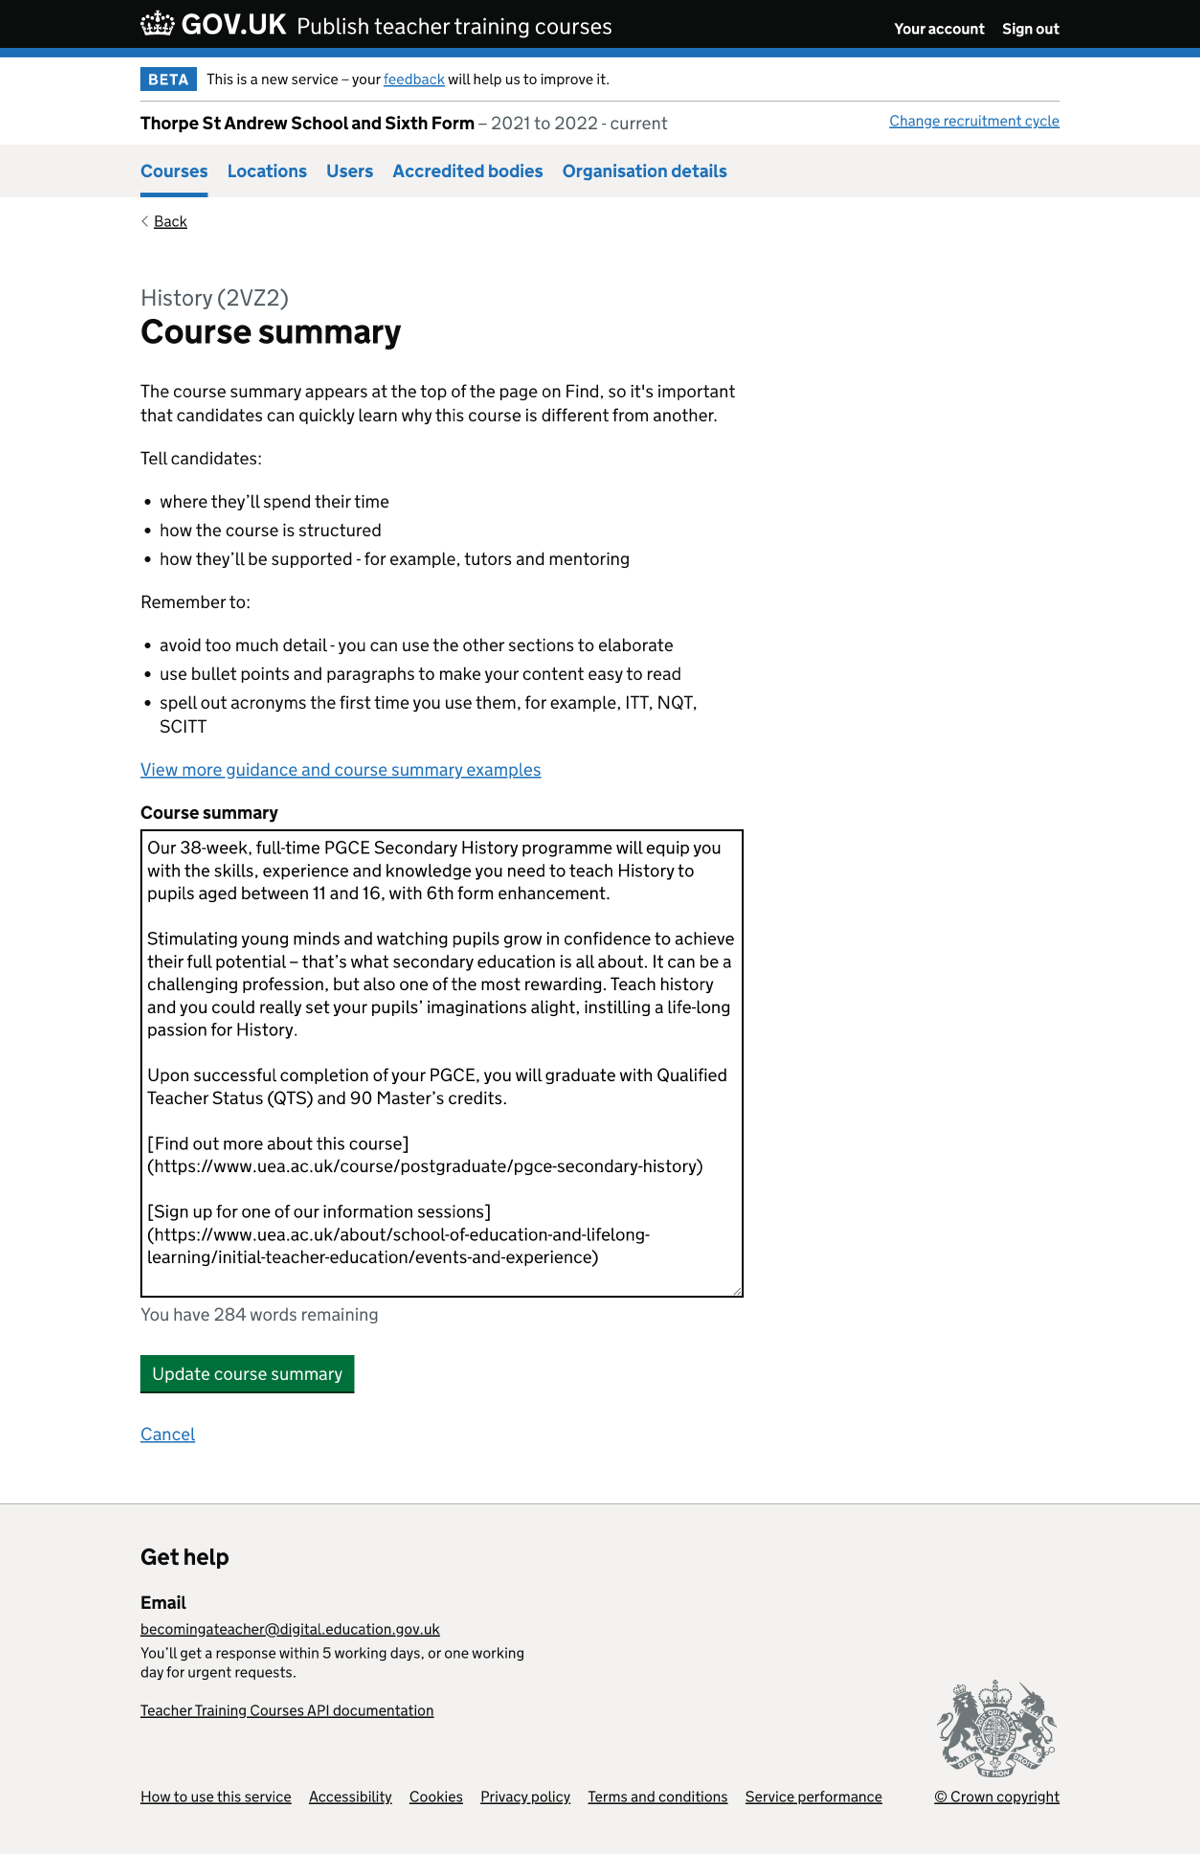 GOV.UK Publish teacher training courses Your account Sign out
BETA This is a new service – your feedback will help us to improve it.
Thorpe St Andrew School and Sixth Form – 2021 to 2022 - current Change recruitment cycle
Courses Locations Users Accredited bodies Organisation details
Back
History (2VZ2)
Course summary
The course summary appears at the top of the page on Find, so it's important
that candidates can quickly learn why this course is different from another.
Tell candidates:
• where they’ll spend their time
• how the course is structured
• how they’ll be supported - for example, tutors and mentoring
Remember to:
• avoid too much detail - you can use the other sections to elaborate
• use bullet points and paragraphs to make your content easy to read
• spell out acronyms the first time you use them, for example, ITT, NQT,
SCITT
View more guidance and course summary examples
Course summary
Our 38-week, full-time PGCE Secondary History programme will equip you
with the skills, experience and knowledge you need to teach History to
pupils aged between 11 and 16, with 6th form enhancement.
Stimulating young minds and watching pupils grow in confidence to achieve
their full potential – that’s what secondary education is all about. It can be a
challenging profession, but also one of the most rewarding. Teach history
and you could really set your pupils’ imaginations alight, instilling a life-long
passion for History.
Upon successful completion of your PGCE, you will graduate with Qualified
Teacher Status (QTS) and 90 Master’s credits.
[Find out more about this course]
(https://www.uea.ac.uk/course/postgraduate/pgce-secondary-history)
[Sign up for one of our information sessions]
(https://www.uea.ac.uk/about/school-of-education-and-lifelong-
learning/initial-teacher-education/events-and-experience)
You have 284 words remaining
Update course summary
Cancel
Get help
Email
becomingateacher@digital.education.gov.uk
You’ll get a response within 5 working days, or one working
day for urgent requests.
Teacher Training Courses API documentation
DIEU ET MON DROIT
How to use this service Accessibility Cookies Privacy policy Terms and conditions Service performance © Crown copyright